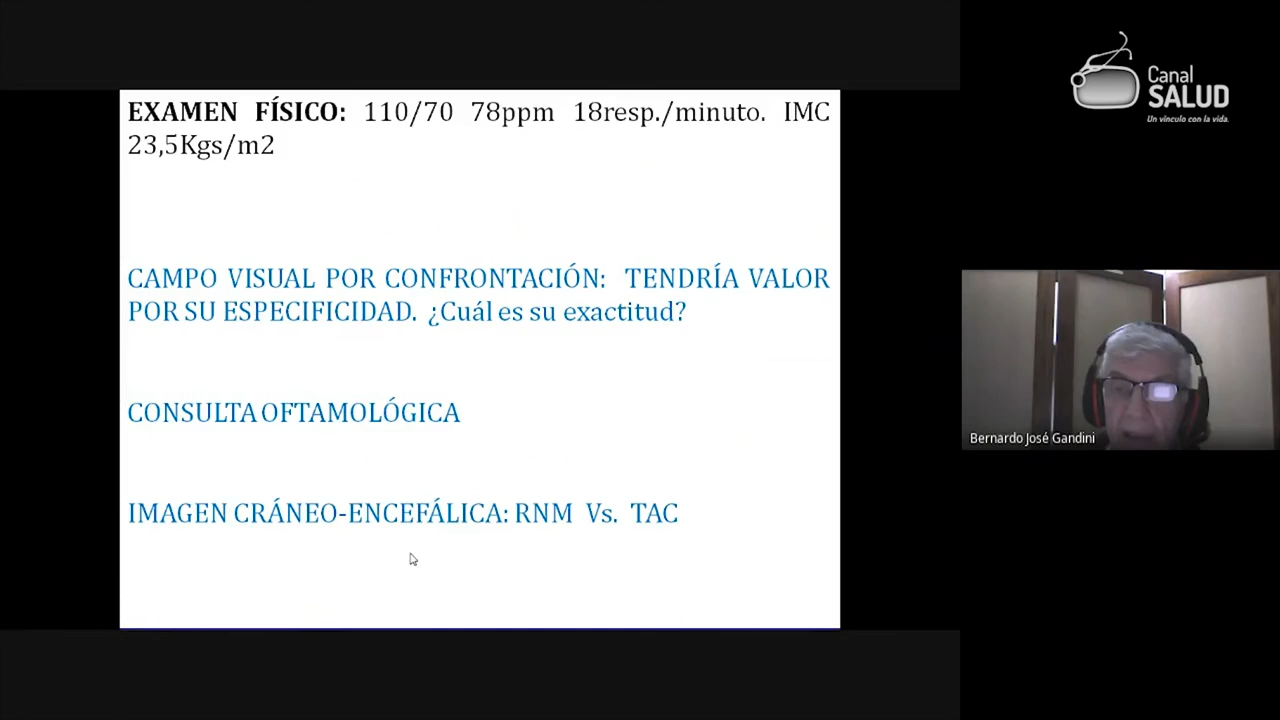 EXAMEN FÍSICO: 110/70 78ppm 18resp./minuto. IMC
23,5Kgs/m2
CAMPO VISUAL POR CONFRONTACIÓN: TENDRÍA VALOR
POR SU ESPECIFICIDAD. ¿Cuál es su exactitud?
CONSULTA OFTAMOLÓGICA
IMAGEN CRÁNEO-ENCEFÁLICA: RNM Vs. TAC
Canal
SALUD
Un vínculo con la vida.
Bernardo José Gandini